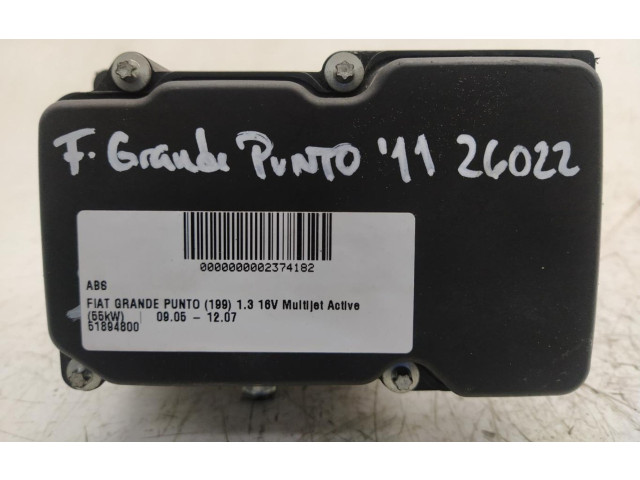 F. Grande PUNTO '11 26022
0000000002374182
ABS
FIAT GRANDE PUNTO (199) 1.3 16V Multijet Active
(55kW) | 09.05 - 12.07
51894800